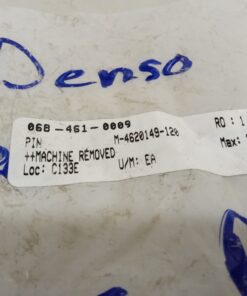 Denso
068-461-0009 RO: 1
PIN M-4620149-120 Max:
++MACHINE REMOVED
Loc: C133E U/M: EA